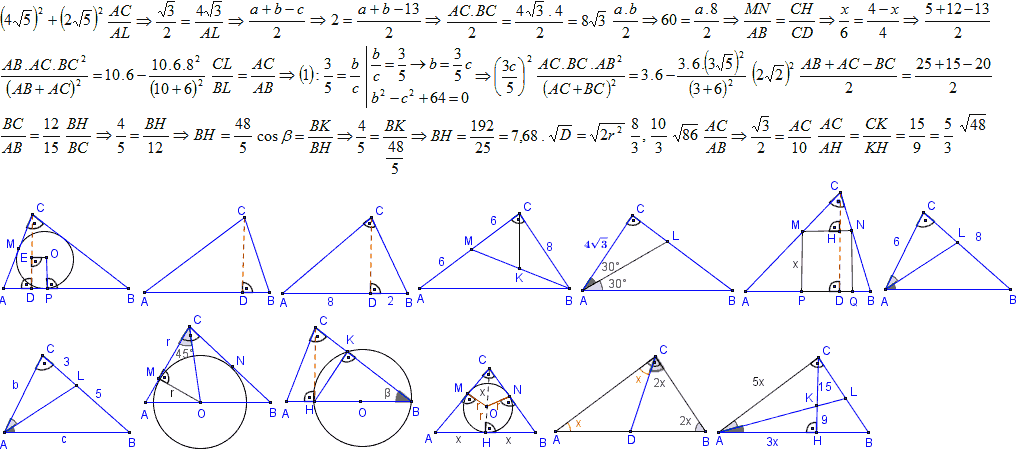 (4√5)² + (2√5)² AC/AL ⇒ √3/2 = 4√3/AL ⇒ (a+b−c)/2 ⇒ 2 = (a+b−13)/2 ⇒ AC.BC/2 = 4√3.4/2 = 8√3 a.b/2 ⇒ 60 = a.8/2 ⇒ MN/AB = CH/CD ⇒ x/6 = (4−x)/4 ⇒ (5+12−13)/2
AB.AC.BC²/(AB+AC)² = 10.6 − 10.6.8²/(10+6)² CL/BL = AC/AB ⇒ (1): 3/5 = b/c | b/c = 3/5 → b = 3/5 c | b² − c² + 64 = 0 ⇒ (3c/5)² AC.BC.AB²/(AC+BC)² = 3.6 − 3.6.(3√5)²/(3+6)² (2√2)² (AB+AC−BC)/2 = (25+15−20)/2
BC/AB = 12/15 BH/BC ⇒ 4/5 = BH/12 ⇒ BH = 48/5 cos β = BK/BH ⇒ 4/5 = BK/(48/5) ⇒ BH = 192/25 = 7,68 . √D = √2r² 8/3, 10/3 √86 AC/AB ⇒ √3/2 = AC/10 AC/AH = CK/KH = 15/9 = 5/3 √48
C M E O A D P B
C A D B
C A 8 D 2 B
C 6 M 8 6 K A B
C 4√3 L 30° 30° A B
C M H N x A P D Q B
C 6 L 8 A B
C 3 L b 5 A c B
C r 45° M N r A O B
C K β A H O B
C M x N r O r r A x H x B
C x 2x x 2x A D B
C 5x 15 K L 9 A 3x H B